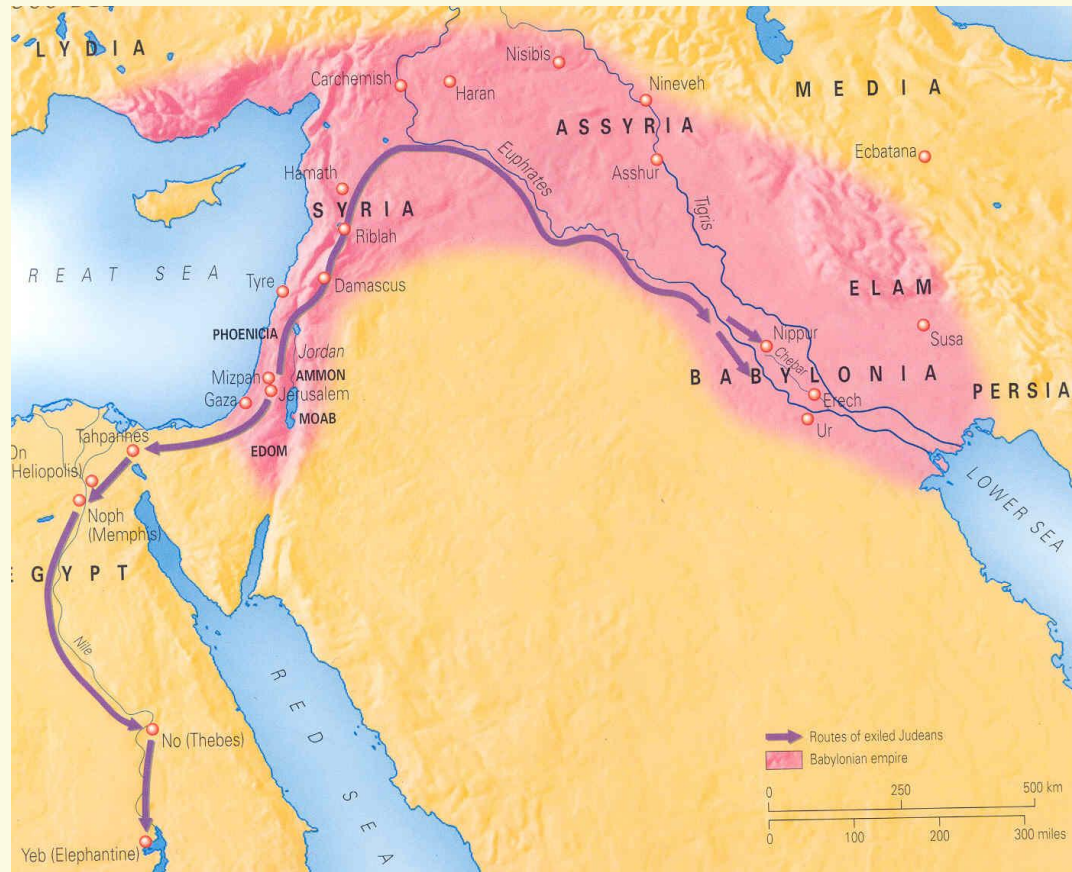 LYDIA
Nisibis
Carchemish
Haran
Nineveh
MEDIA
ASSYRIA
Ecbatana
Euphrates
Asshur
Hamath
Tigris
SYRIA
Riblah
REAT SEA
Tyre
Damascus
ELAM
PHOENICIA
Jordan
Nippur
Susa
Chebar
Mizpah
AMMON
BABYLONIA
Jerusalem
PERSIA
Gaza
Erech
MOAB
Ur
Tahpanhes
EDOM
On
Heliopolis)
LOWER SEA
Noph
(Memphis)
EGYPT
Nile
RED SEA
No (Thebes)
Routes of exiled Judeans
Babylonian empire
0 250 500 km
0 100 200 300 miles
Yeb (Elephantine)